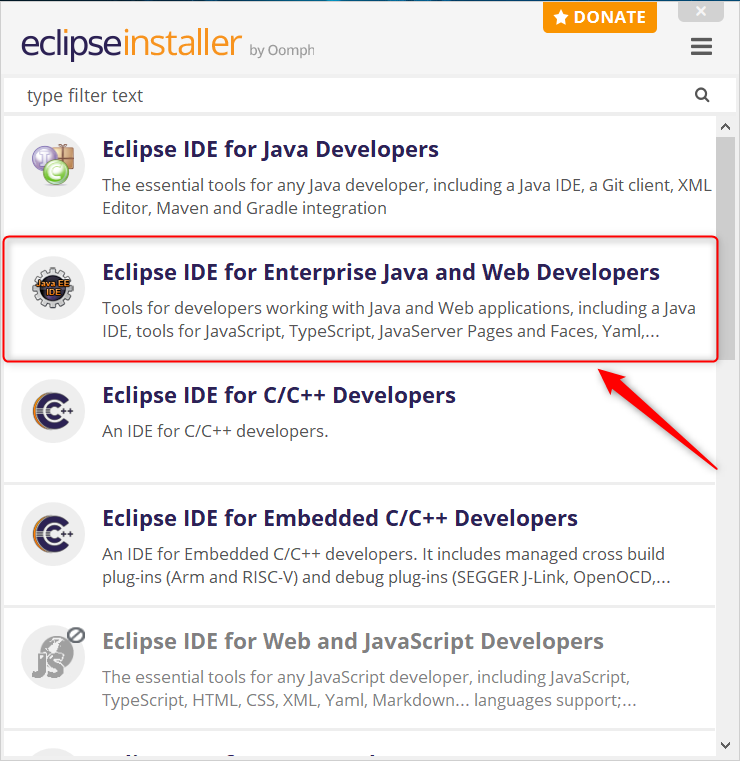 DONATE
eclipseinstaller by Oomph
type filter text
Eclipse IDE for Java Developers
The essential tools for any Java developer, including a Java IDE, a Git client, XML
Editor, Maven and Gradle integration
Java EE
IDE
Eclipse IDE for Enterprise Java and Web Developers
Tools for developers working with Java and Web applications, including a Java
IDE, tools for JavaScript, TypeScript, JavaServer Pages and Faces, Yaml,...
C++
Eclipse IDE for C/C++ Developers
An IDE for C/C++ developers.
C++
Eclipse IDE for Embedded C/C++ Developers
An IDE for Embedded C/C++ developers. It includes managed cross build
plug-ins (Arm and RISC-V) and debug plug-ins (SEGGER J-Link, OpenOCD,...
JS
Eclipse IDE for Web and JavaScript Developers
The essential tools for any JavaScript developer, including JavaScript,
TypeScript, HTML, CSS, XML, Yaml, Markdown... languages support;...